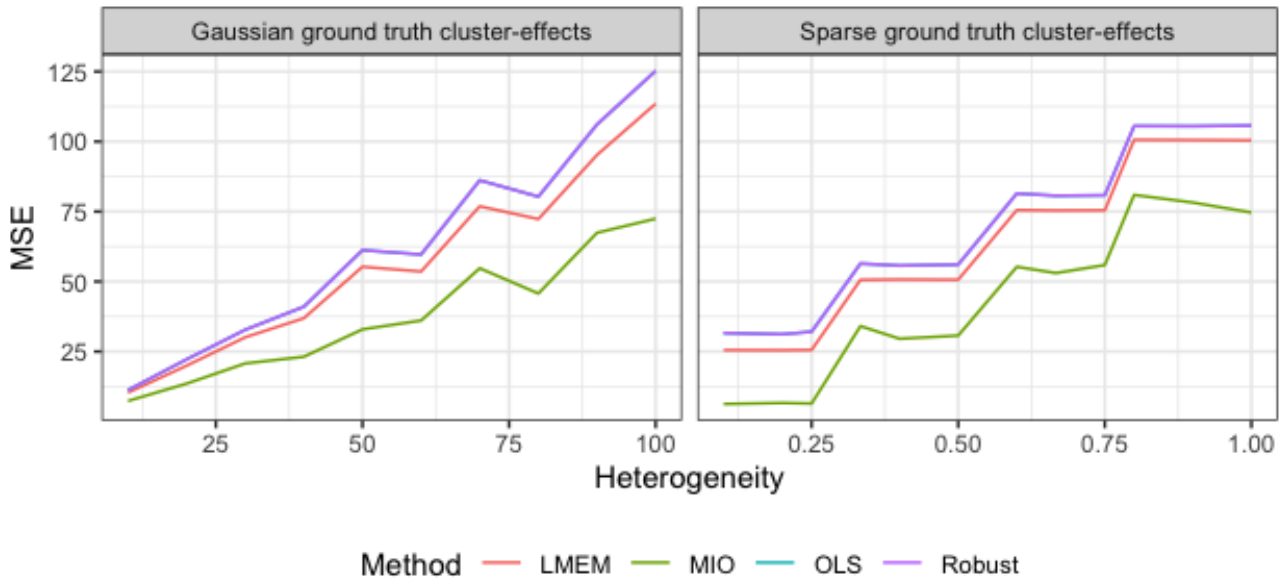 Gaussian ground truth cluster-effects
Sparse ground truth cluster-effects
125
100
75
50
25
MSE
25 50 75 100
0.25 0.50 0.75 1.00
Heterogeneity
Method LMEM MIO OLS Robust